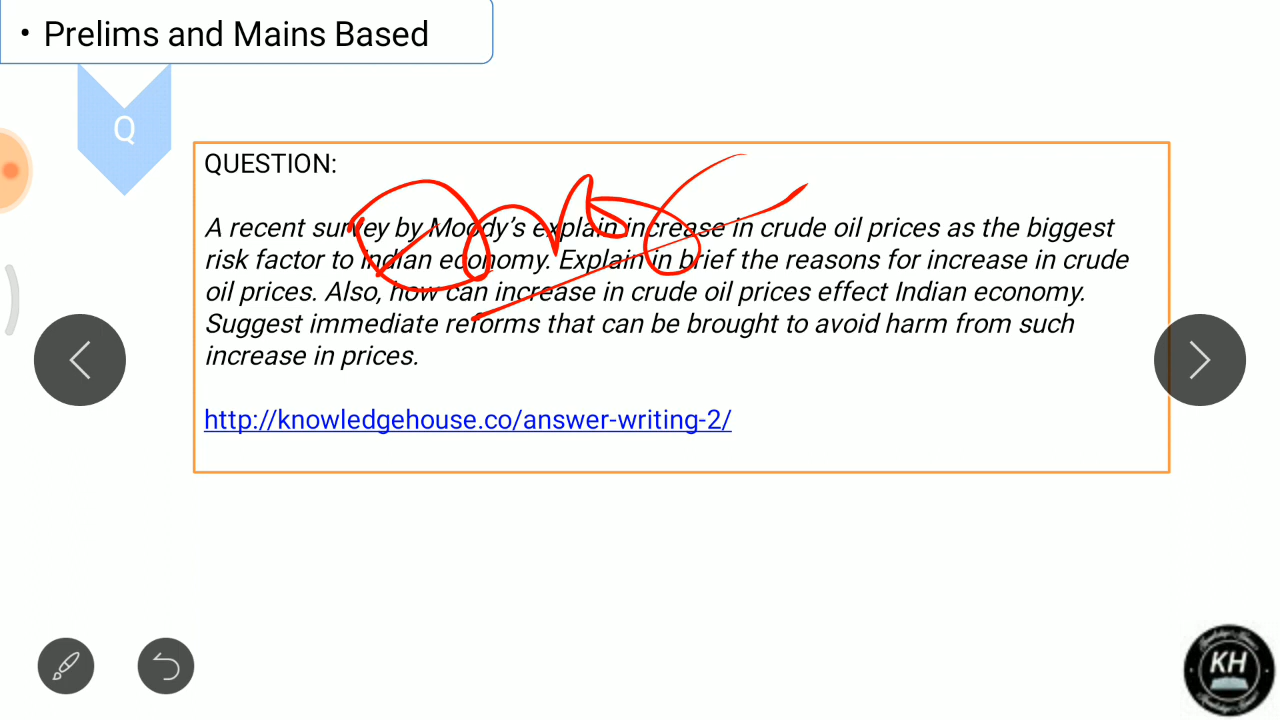 • Prelims and Mains Based
Q
QUESTION:
A recent survey by Moody's explain increase in crude oil prices as the biggest
risk factor to Indian economy. Explain in brief the reasons for increase in crude
oil prices. Also, how can increase in crude oil prices effect Indian economy.
Suggest immediate reforms that can be brought to avoid harm from such
increase in prices.
http://knowledgehouse.co/answer-writing-2/
KH